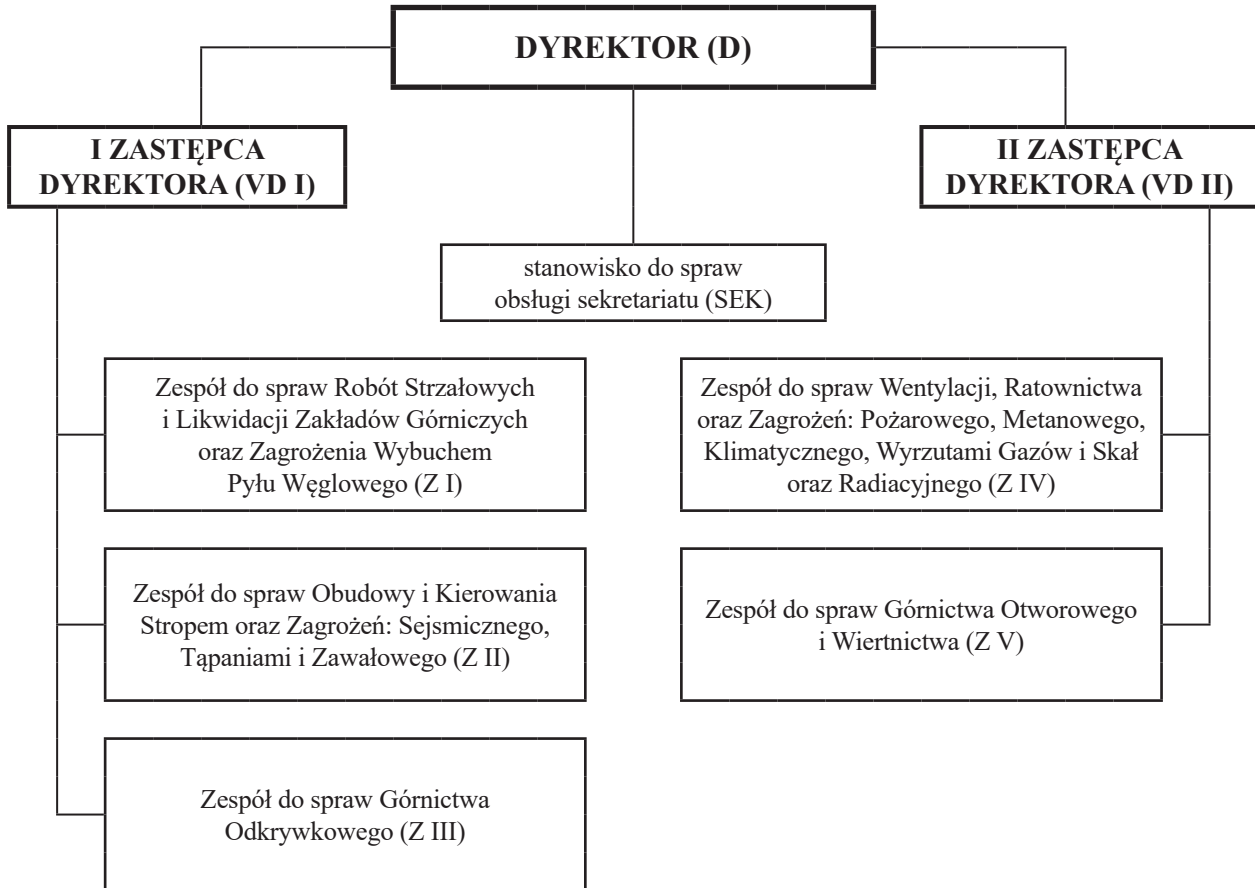 DYREKTOR (D)
I ZASTĘPCA
DYREKTORA (VD I)
II ZASTĘPCA
DYREKTORA (VD II)
stanowisko do spraw
obsługi sekretariatu (SEK)
Zespół do spraw Robót Strzałowych
i Likwidacji Zakładów Górniczych
oraz Zagrożenia Wybuchem
Pyłu Węglowego (Z I)
Zespół do spraw Wentylacji, Ratownictwa
oraz Zagrożeń: Pożarowego, Metanowego,
Klimatycznego, Wyrzutami Gazów i Skał
oraz Radiacyjnego (Z IV)
Zespół do spraw Obudowy i Kierowania
Stropem oraz Zagrożeń: Sejsmicznego,
Tąpaniami i Zawałowego (Z II)
Zespół do spraw Górnictwa Otworowego
i Wiertnictwa (Z V)
Zespół do spraw Górnictwa
Odkrywkowego (Z III)